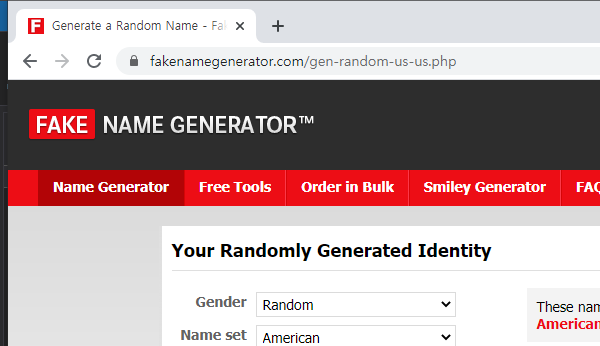 Generate a Random Name - Fa
fakenamegenerator.com/gen-random-us-us.php
FAKE NAME GENERATOR™
Name Generator Free Tools Order in Bulk Smiley Generator FAQ
Your Randomly Generated Identity
Gender Random
These nam
Name set American
American